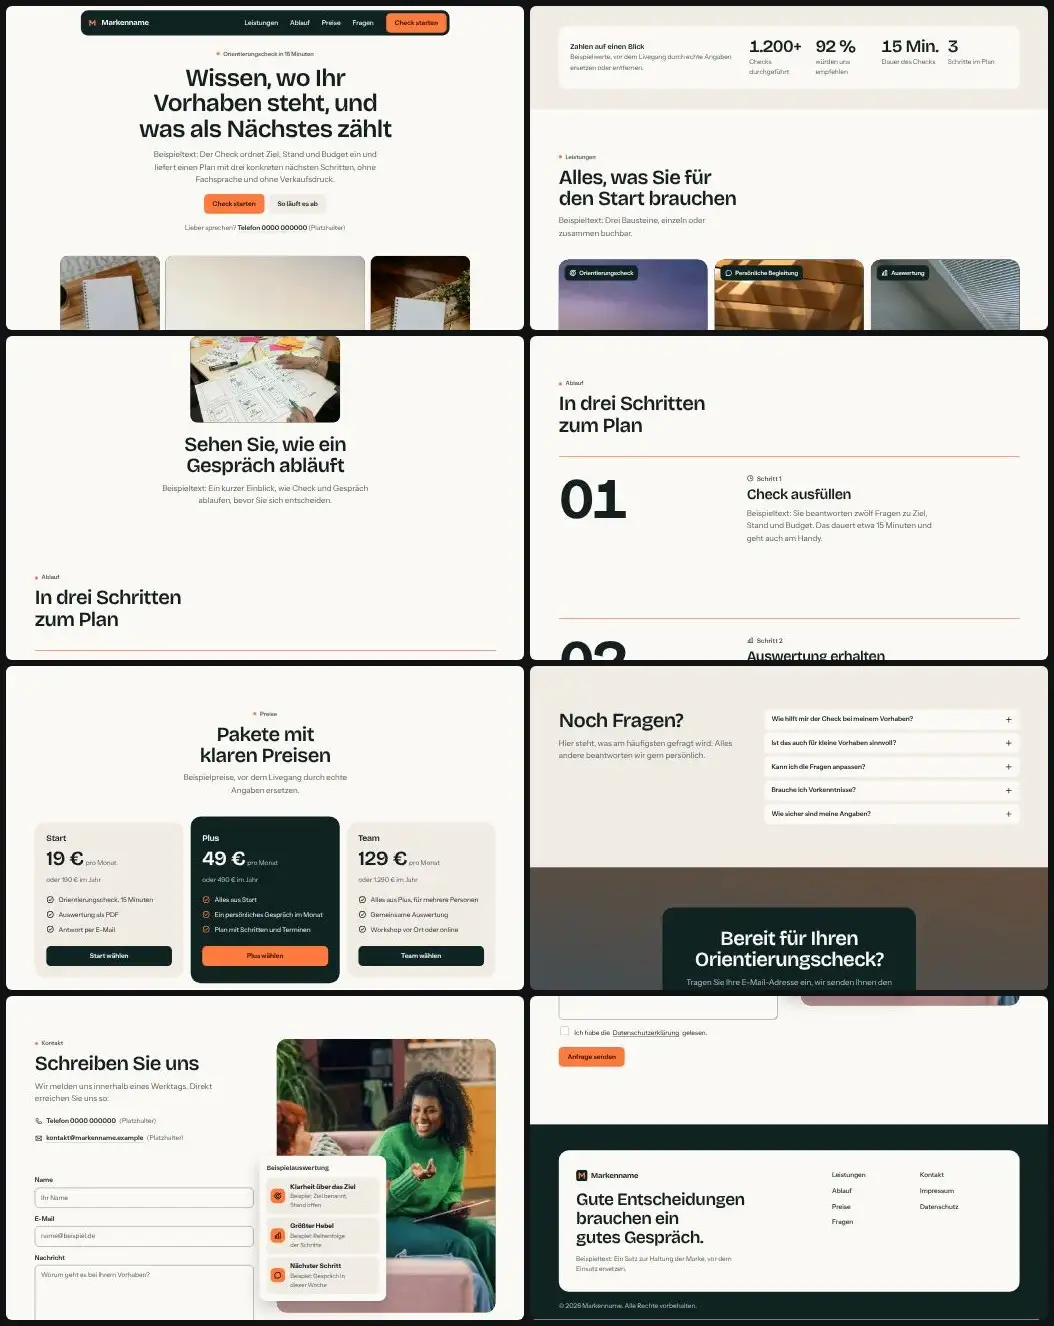 Markenname
Leistungen
Ablauf
Preise
Fragen
Check starten
Orientierungscheck in 15 Minuten
Wissen, wo Ihr
Vorhaben steht, und
was als Nächstes zählt
Beispieltext: Der Check ordnet Ziel, Stand und Budget ein und
liefert einen Plan mit drei konkreten nächsten Schritten, ohne
Fachsprache und ohne Verkaufsdruck.
Check starten
So läuft es ab
Lieber sprechen? Telefon 0000 000000 (Platzhalter)
Zahlen auf einen Blick
Beispielwerte, vor dem Livegang durch echte Angaben
ersetzen oder entfernen.
1.200+
Checks
durchgeführt
92 %
würden uns
empfehlen
15 Min.
Dauer des Checks
3
Schritte im Plan
Leistungen
Alles, was Sie für
den Start brauchen
Beispieltext: Drei Bausteine, einzeln oder
zusammen buchbar.
Orientierungscheck
Persönliche Begleitung
Auswertung
Sehen Sie, wie ein
Gespräch abläuft
Beispieltext: Ein kurzer Einblick, wie Check und Gespräch
ablaufen, bevor Sie sich entscheiden.
Ablauf
In drei Schritten
zum Plan
Ablauf
In drei Schritten
zum Plan
01
Schritt 1
Check ausfüllen
Beispieltext: Sie beantworten zwölf Fragen zu Ziel,
Stand und Budget. Das dauert etwa 15 Minuten und
geht auch am Handy.
02
Schritt 2
Auswertung erhalten
Preise
Pakete mit
klaren Preisen
Beispielpreise, vor dem Livegang durch echte
Angaben ersetzen.
Start
19 € pro Monat
oder 190 € im Jahr
Orientierungscheck, 15 Minuten
Auswertung als PDF
Antwort per E-Mail
Start wählen
Plus
49 € pro Monat
oder 490 € im Jahr
Alles aus Start
Ein persönliches Gespräch im Monat
Plan mit Schritten und Terminen
Plus wählen
Team
129 € pro Monat
oder 1.290 € im Jahr
Alles aus Plus, für mehrere Personen
Gemeinsame Auswertung
Workshop vor Ort oder online
Team wählen
Noch Fragen?
Hier steht, was am häufigsten gefragt wird. Alles
andere beantworten wir gern persönlich.
Wie hilft mir der Check bei meinem Vorhaben?
Ist das auch für kleine Vorhaben sinnvoll?
Kann ich die Fragen anpassen?
Brauche ich Vorkenntnisse?
Wie sicher sind meine Angaben?
Bereit für Ihren
Orientierungscheck?
Tragen Sie Ihre E-Mail-Adresse ein, wir senden Ihnen den
Kontakt
Schreiben Sie uns
Wir melden uns innerhalb eines Werktags. Direkt
erreichen Sie uns so:
Telefon 0000 000000 (Platzhalter)
kontakt@markenname.example (Platzhalter)
Name
Ihr Name
E-Mail
name@beispiel.de
Nachricht
Worum geht es bei Ihrem Vorhaben?
Beispielauswertung
Klarheit über das Ziel
Beispiel: Ziel benannt,
Stand offen
Größter Hebel
Beispiel: Reihenfolge
der Schritte
Nächster Schritt
Beispiel: Gespräch in
dieser Woche
Ich habe die Datenschutzerklärung gelesen.
Anfrage senden
Markenname
Gute Entscheidungen
brauchen ein
gutes Gespräch.
Beispieltext: Ein Satz zur Haltung der Marke, vor dem
Einsatz ersetzen.
Leistungen
Ablauf
Preise
Fragen
Kontakt
Impressum
Datenschutz
© 2026 Markenname. Alle Rechte vorbehalten.